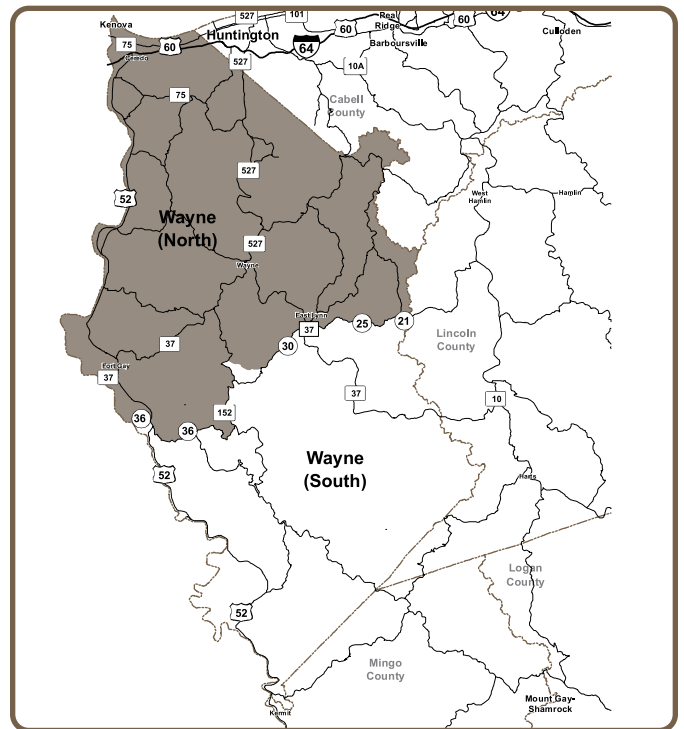 527
101
Real
Ridge
64
Kenova
60
60
Culloden
75
60
Huntington
64
Barboursville
Ceredo
527
10A
75
Cabell
County
527
52
West
Hamlin
Hamlin
Wayne
(North)
527
Wayne
East Lynn
25
21
37
37
30
Lincoln
County
Fort Gay
37
37
10
36
152
36
Wayne
(South)
52
Harts
Logan
County
52
Mingo
County
Kermit
Mount Gay-
Shamrock